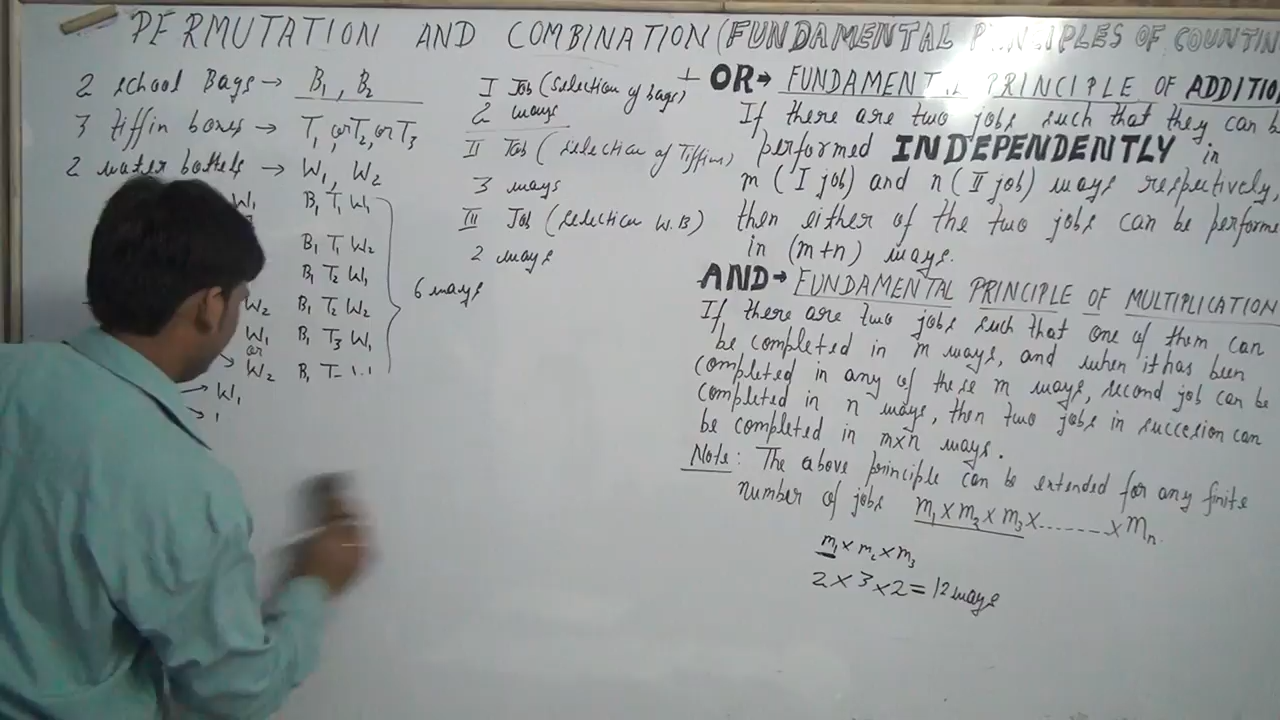 PERMUTATION AND COMBINATION (FUNDAMENTAL PRINCIPLES OF COUNTIN
2 school Bags → B1, B2
3 Tiffin boxes → T1, or T2, or T3
2 water bottels → W1, W2
W1 B1 T1 W1
B1 T1 W2
B1 T2 W1
W2 B1 T2 W2
W1 B1 T3 W1
or
W2 B1
6 ways
→ W1
I Job (selection of bags)
2 ways
II Job (selection of Tiffins)
3 ways
III Job (selection W.B)
2 ways
+ OR → FUNDAMENTAL PRINCIPLE OF ADDITIO
If there are two jobs such that they can be
performed INDEPENDENTLY in
m (I job) and n (II job) ways respectively,
then either of the two jobs can be performe
in (m+n) ways.
AND → FUNDAMENTAL PRINCIPLE OF MULTIPLICATION
If there are two jobs such that one of them can
be completed in m ways, and when it has been
completed in any of these m ways, second job can be
completed in n ways, then two jobs in succesion can
be completed in m×n ways.
Note: The above principle can be extended for any finite
number of jobs m1 × m2 × m3 × ........ × mn.
m1 × m2 × m3
2 × 3 × 2 = 12 ways